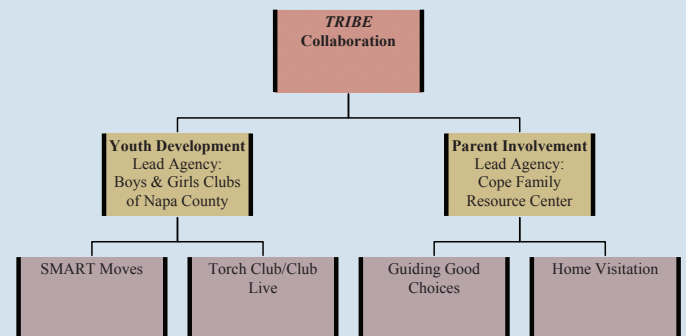 TRIBE
Collaboration
Youth Development
Lead Agency:
Boys & Girls Clubs
of Napa County
Parent Involvement
Lead Agency:
Cope Family
Resource Center
SMART Moves
Torch Club/Club
Live
Guiding Good
Choices
Home Visitation